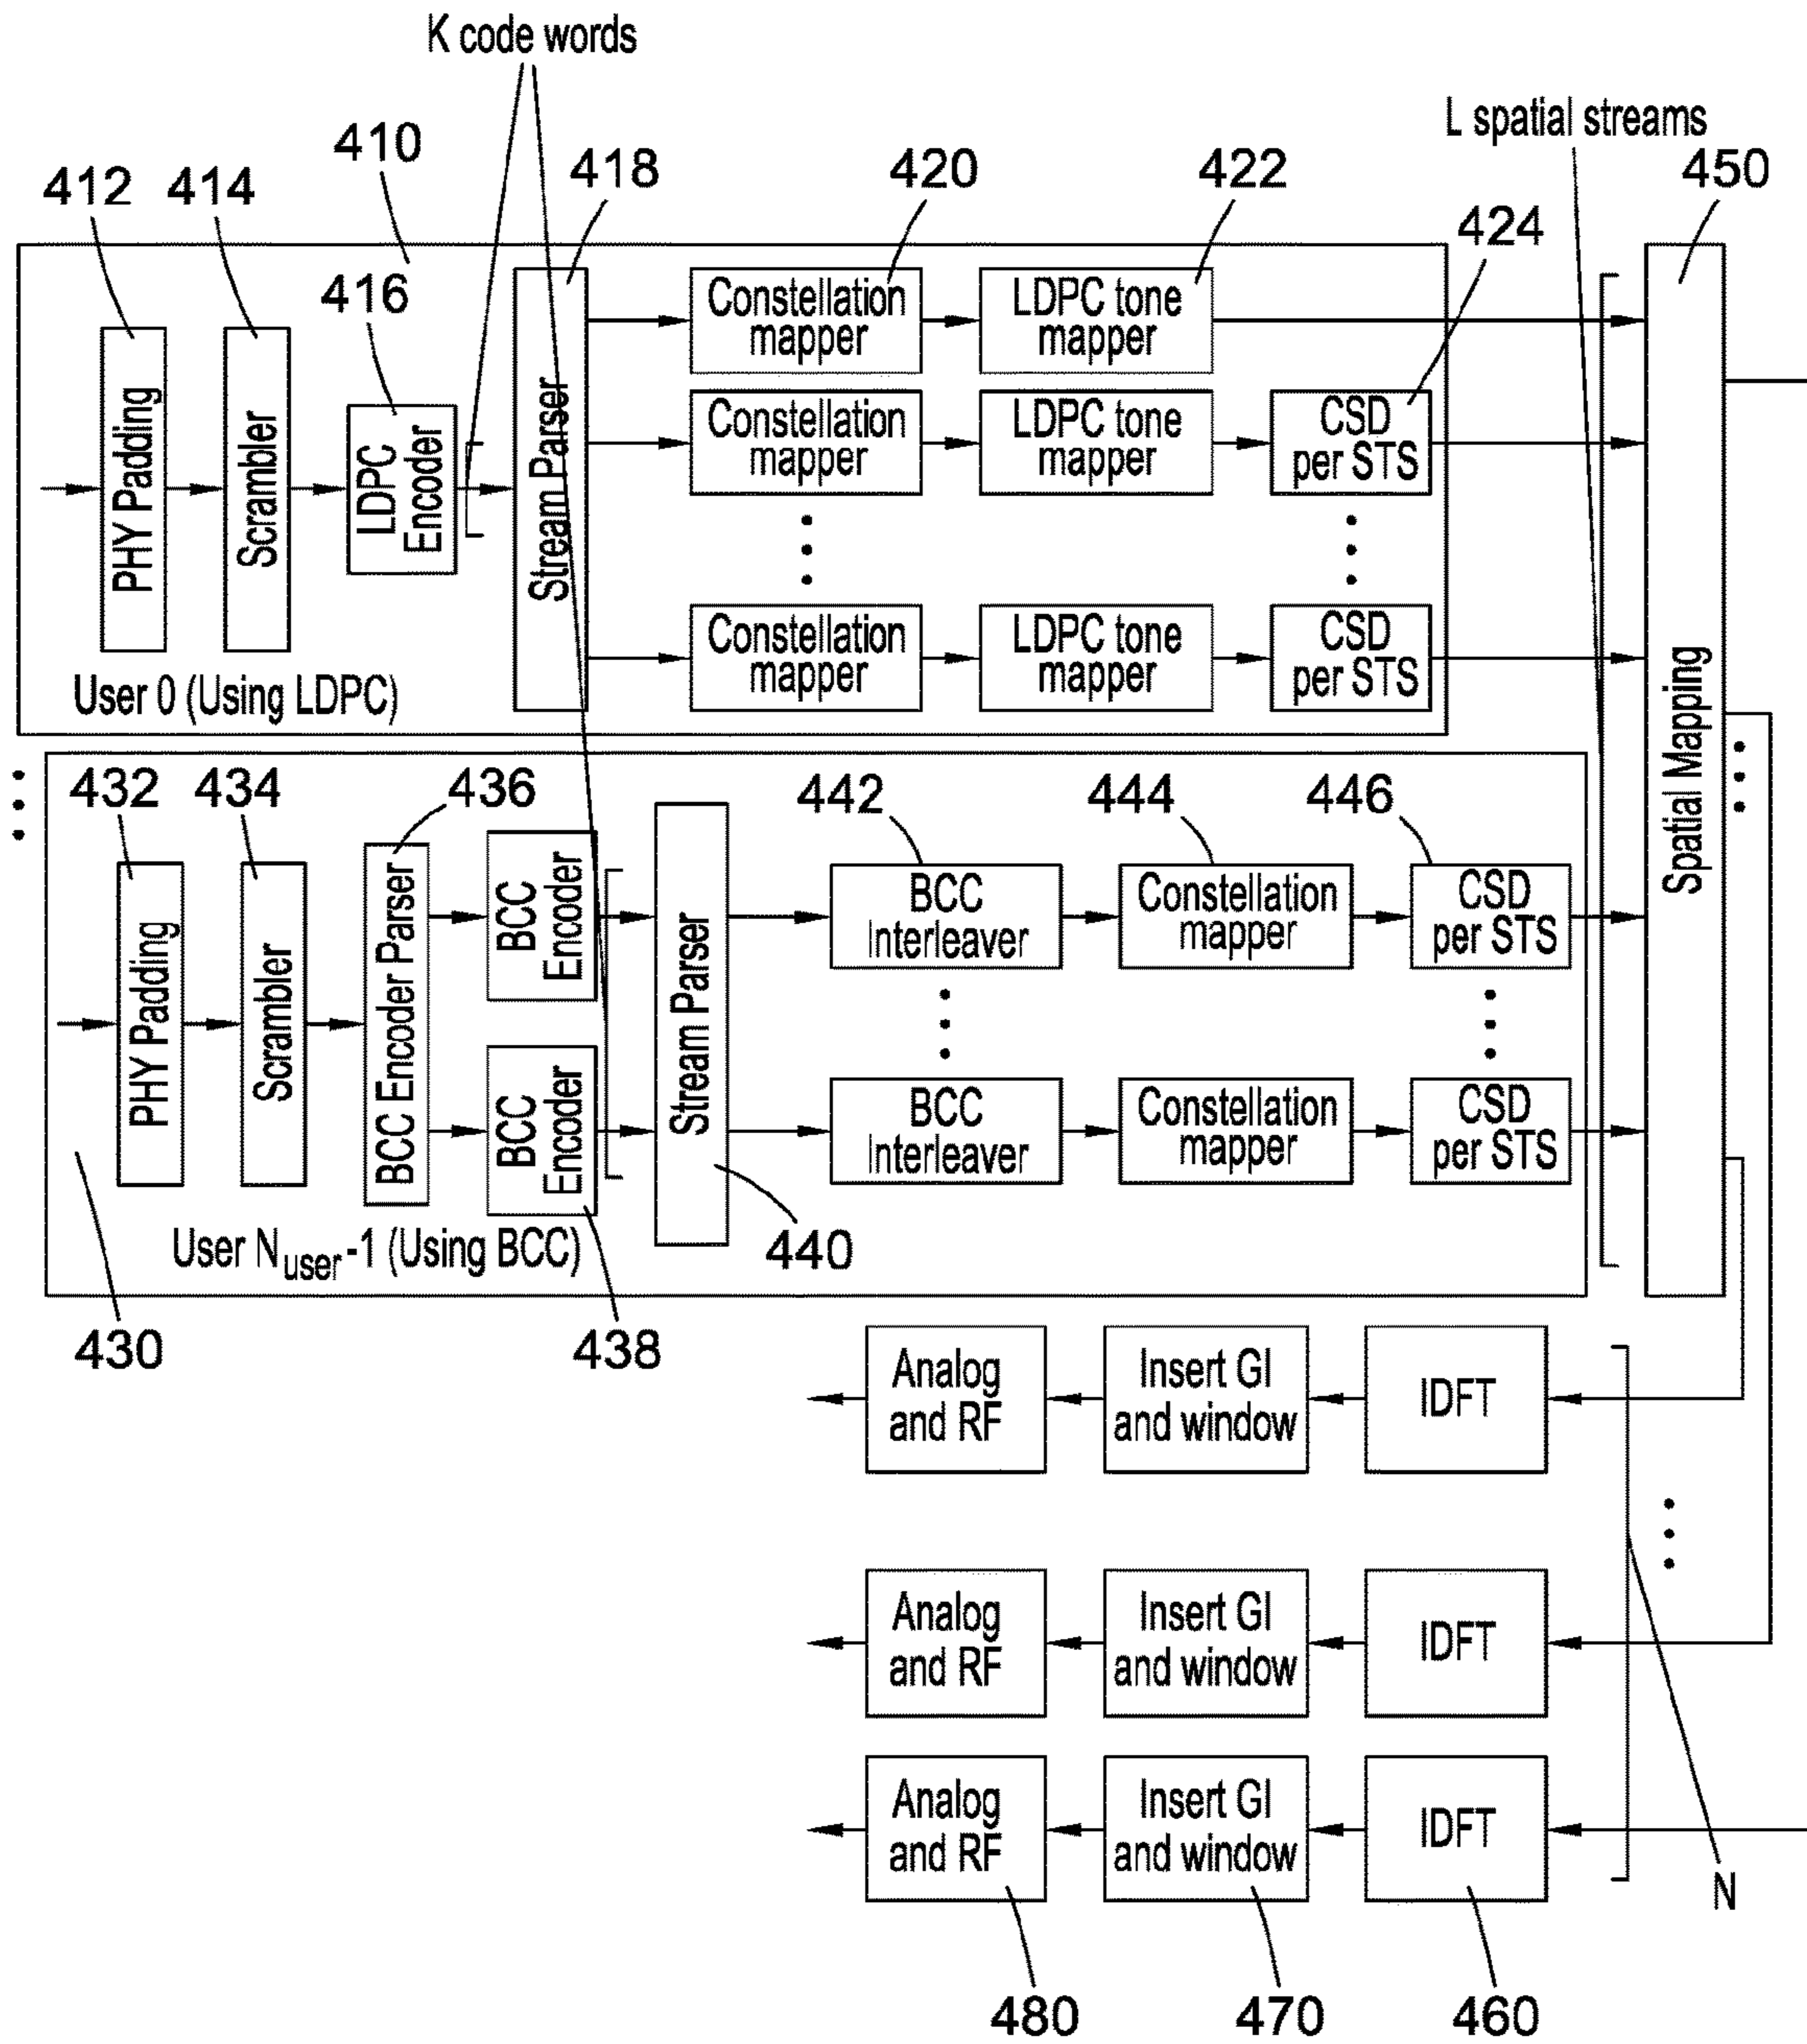 K code words
L spatial streams
410
412
414
418
420
422
450
424
416
PHY Padding
Scrambler
LDPC
Encoder
Stream Parser
Constellation
mapper
LDPC tone
mapper
Constellation
mapper
LDPC tone
mapper
CSD
per STS
Constellation
mapper
LDPC tone
mapper
CSD
per STS
User 0 (Using LDPC)
Spatial Mapping
432
434
436
442
444
446
PHY Padding
Scrambler
BCC Encoder Parser
BCC
Encoder
BCC
Encoder
Stream Parser
BCC
Interleaver
Constellation
mapper
CSD
per STS
BCC
Interleaver
Constellation
mapper
CSD
per STS
User Nuser-1 (Using BCC)
440
430
438
Analog
and RF
Insert GI
and window
IDFT
Analog
and RF
Insert GI
and window
IDFT
Analog
and RF
Insert GI
and window
IDFT
N
480
470
460